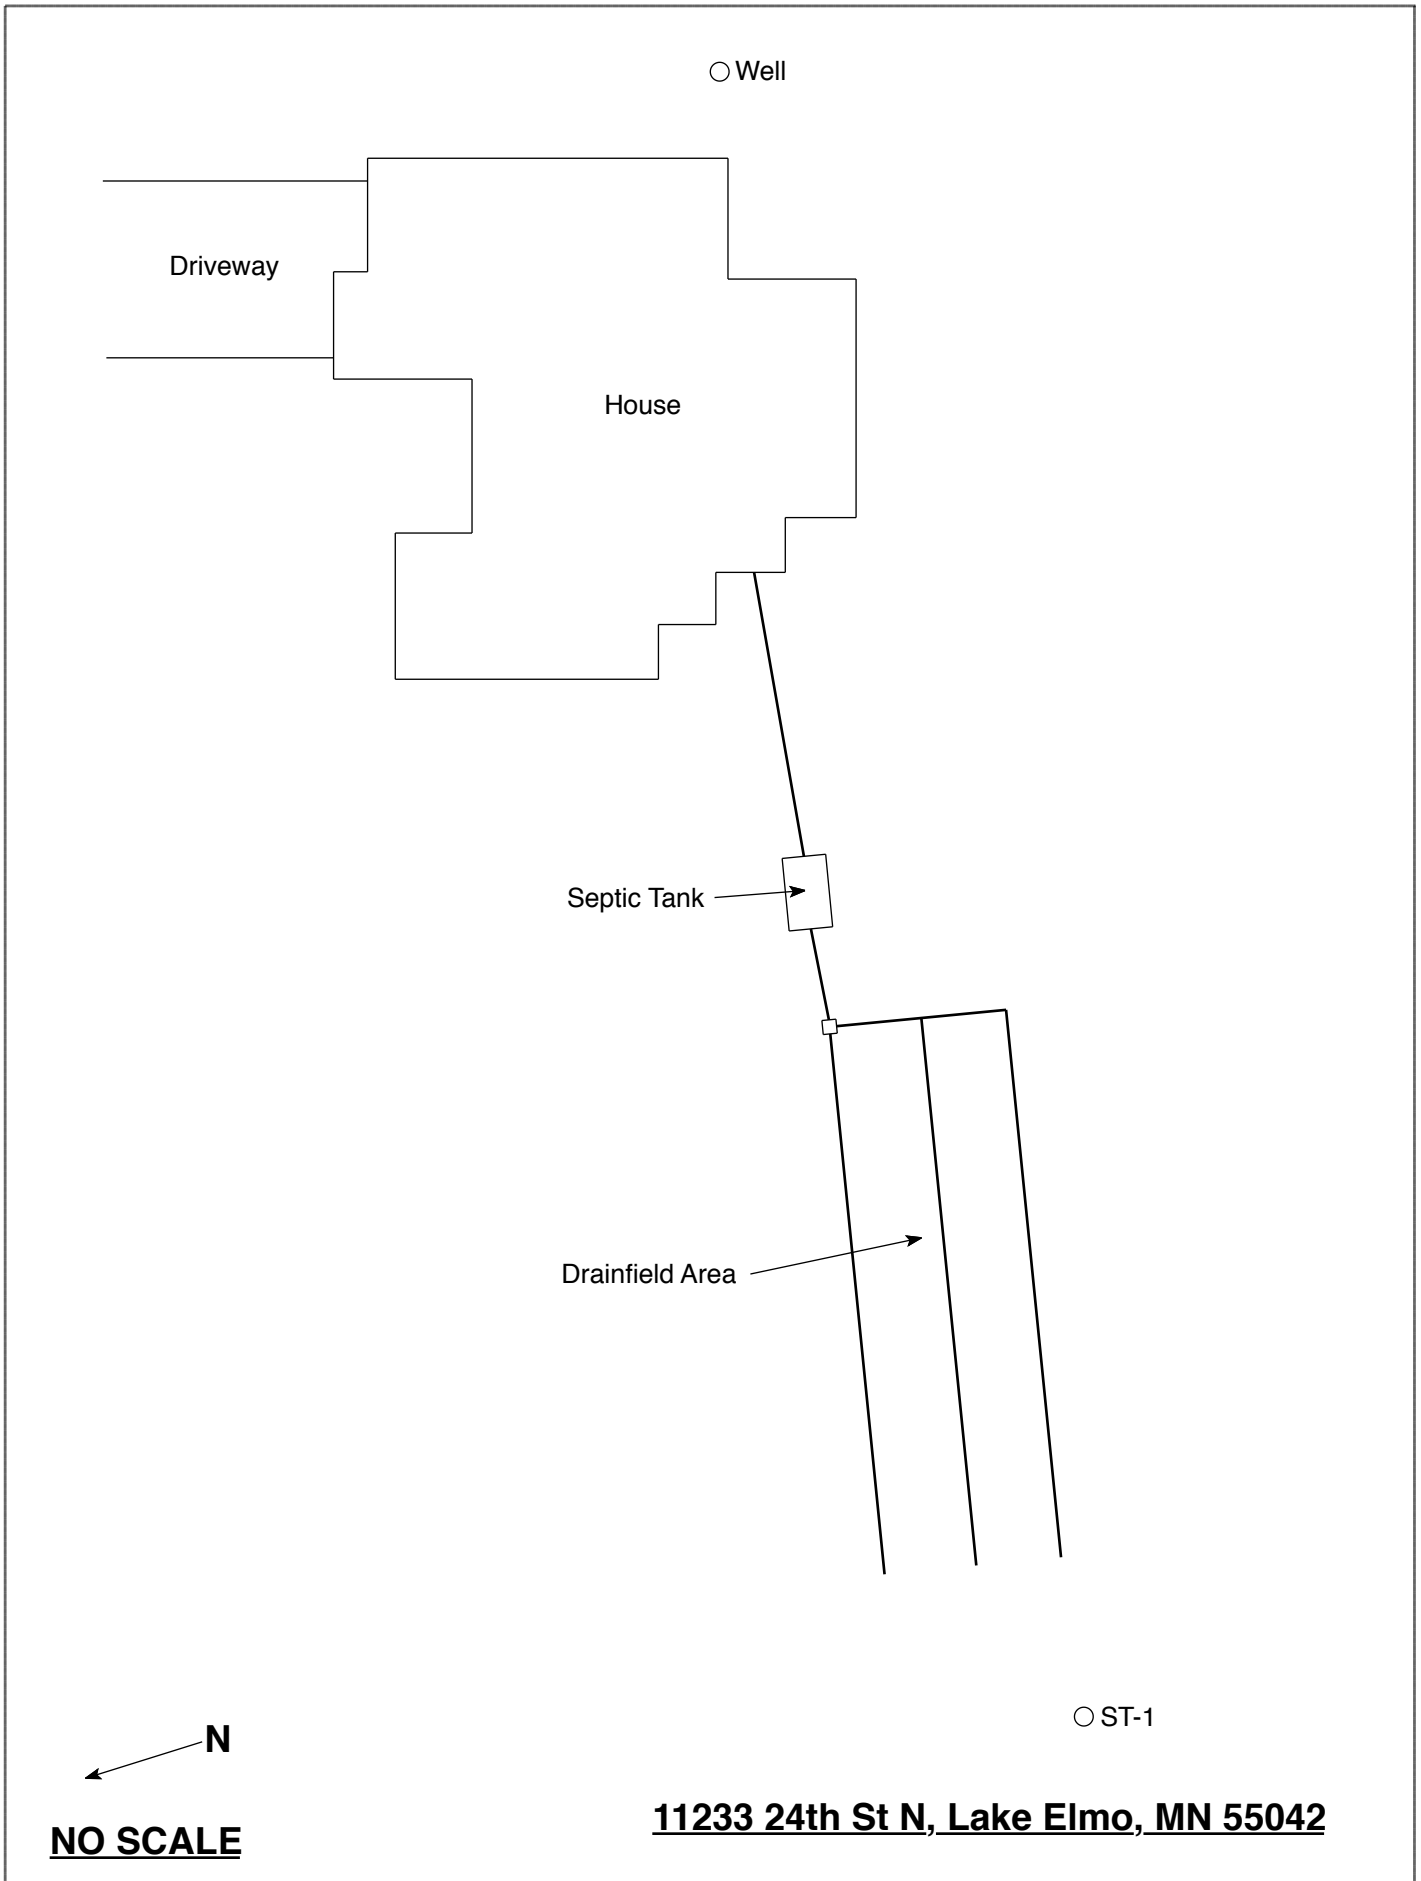 Well
Driveway
House
Septic Tank
Drainfield Area
ST-1
N
11233 24th St N, Lake Elmo, MN 55042
NO SCALE